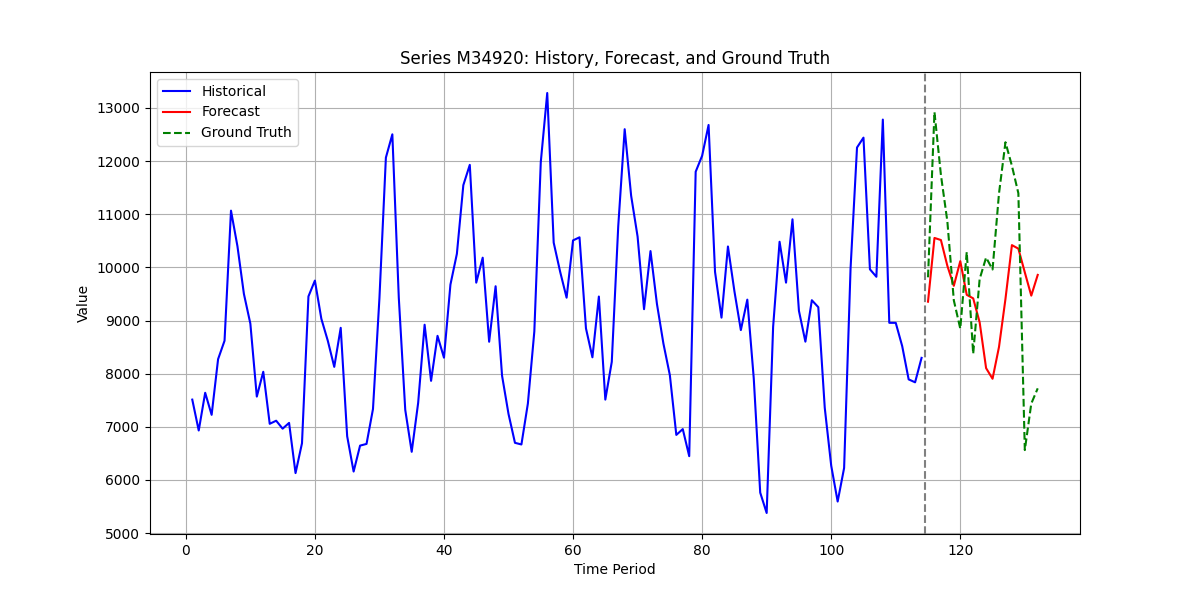 Series M34920: History, Forecast, and Ground Truth
Historical
Forecast
Ground Truth
13000
12000
11000
10000
9000
8000
7000
6000
5000
Value
0 20 40 60 80 100 120
Time Period